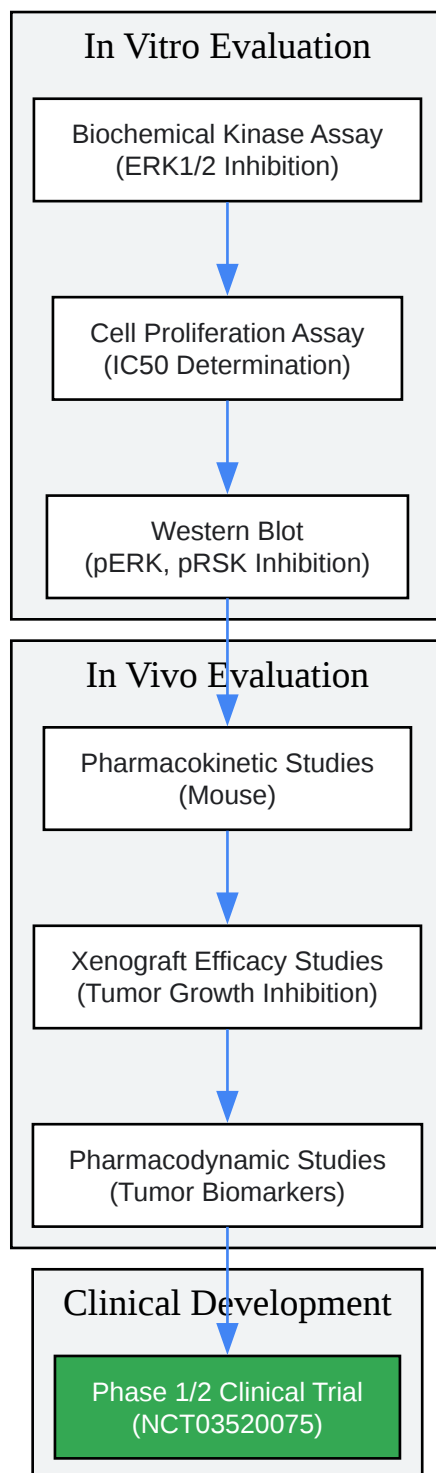 In Vitro Evaluation
Biochemical Kinase Assay
(ERK1/2 Inhibition)
Cell Proliferation Assay
(IC50 Determination)
Western Blot
(pERK, pRSK Inhibition)
In Vivo Evaluation
Pharmacokinetic Studies
(Mouse)
Xenograft Efficacy Studies
(Tumor Growth Inhibition)
Pharmacodynamic Studies
(Tumor Biomarkers)
Clinical Development
Phase 1/2 Clinical Trial
(NCT03520075)